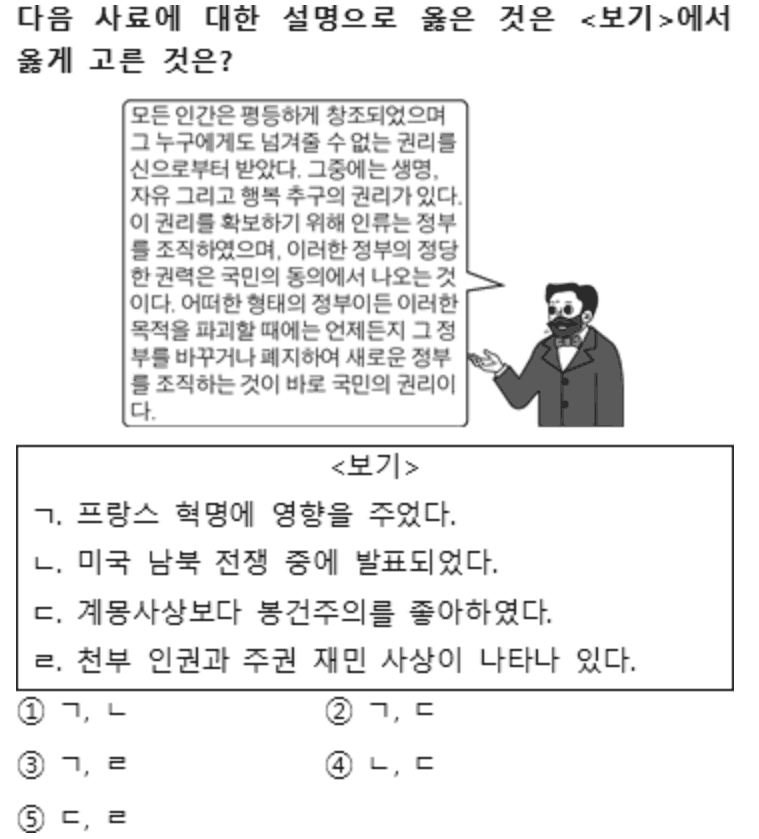 다음 사료에 대한 설명으로 옳은 것은 <보기>에서
옳게 고른 것은?
모든 인간은 평등하게 창조되었으며
그 누구에게도 넘겨줄 수 없는 권리를
신으로부터 받았다. 그중에는 생명,
자유 그리고 행복 추구의 권리가 있다.
이 권리를 확보하기 위해 인류는 정부
를 조직하였으며, 이러한 정부의 정당
한 권력은 국민의 동의에서 나오는 것
이다. 어떠한 형태의 정부이든 이러한
목적을 파괴할 때에는 언제든지 그 정
부를 바꾸거나 폐지하여 새로운 정부
를 조직하는 것이 바로 국민의 권리이
다.
<보기>
ㄱ. 프랑스 혁명에 영향을 주었다.
ㄴ. 미국 남북 전쟁 중에 발표되었다.
ㄷ. 계몽사상보다 봉건주의를 좋아하였다.
ㄹ. 천부 인권과 주권 재민 사상이 나타나 있다.
① ㄱ, ㄴ ② ㄱ, ㄷ
③ ㄱ, ㄹ ④ ㄴ, ㄷ
⑤ ㄷ, ㄹ